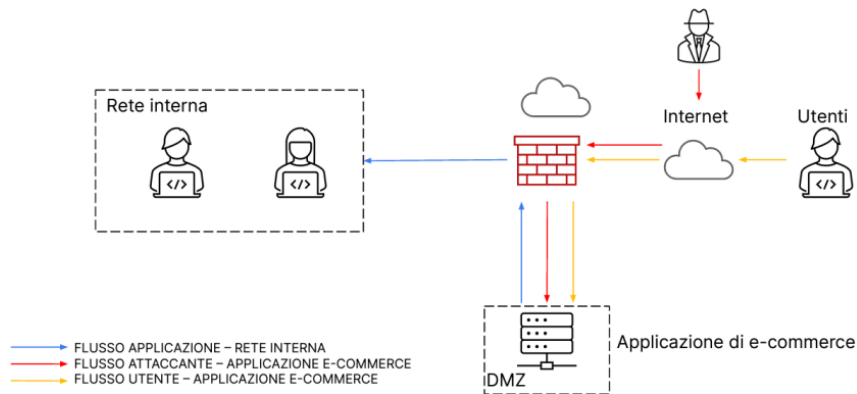 Rete interna
Internet
Utenti
Applicazione di e-commerce
DMZ
FLUSSO APPLICAZIONE – RETE INTERNA
FLUSSO ATTACCANTE – APPLICAZIONE E-COMMERCE
FLUSSO UTENTE – APPLICAZIONE E-COMMERCE